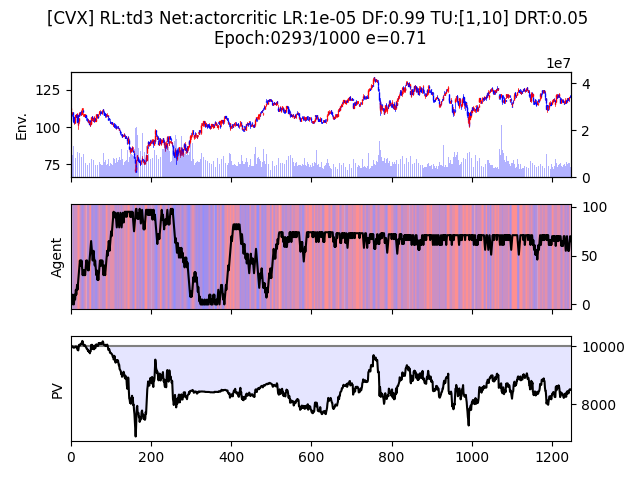 [CVX] RL:td3 Net:actorcritic LR:1e-05 DF:0.99 TU:[1,10] DRT:0.05
Epoch:0293/1000 e=0.71
1e7
125
100
75
Env.
4
2
0
Agent
100
50
0
PV
10000
8000
0 200 400 600 800 1000 1200